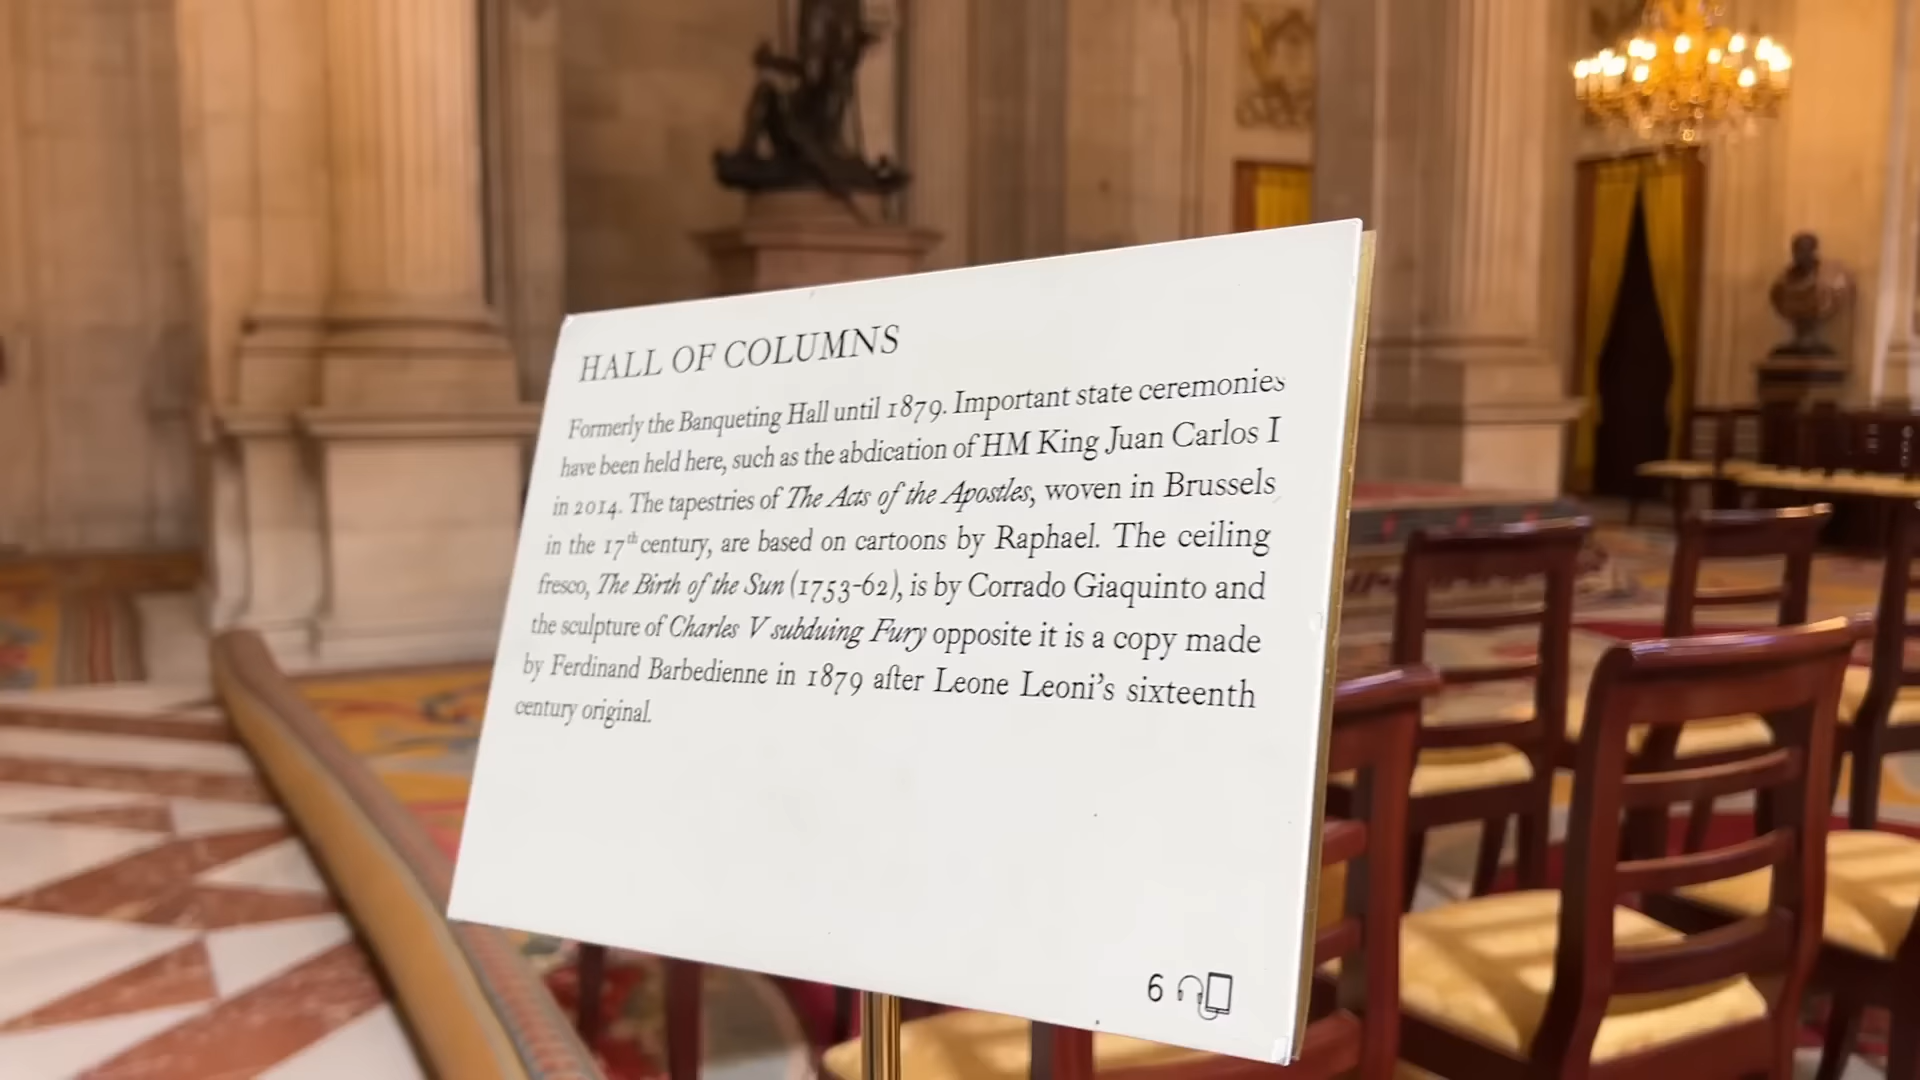 HALL OF COLUMNS
Formerly the Banqueting Hall until 1879. Important state ceremonies
have been held here, such as the abdication of HM King Juan Carlos I
in 2014. The tapestries of The Acts of the Apostles, woven in Brussels
in the 17th century, are based on cartoons by Raphael. The ceiling
fresco, The Birth of the Sun (1753-62), is by Corrado Giaquinto and
the sculpture of Charles V subduing Fury opposite it is a copy made
by Ferdinand Barbedienne in 1879 after Leone Leoni's sixteenth
century original.
6